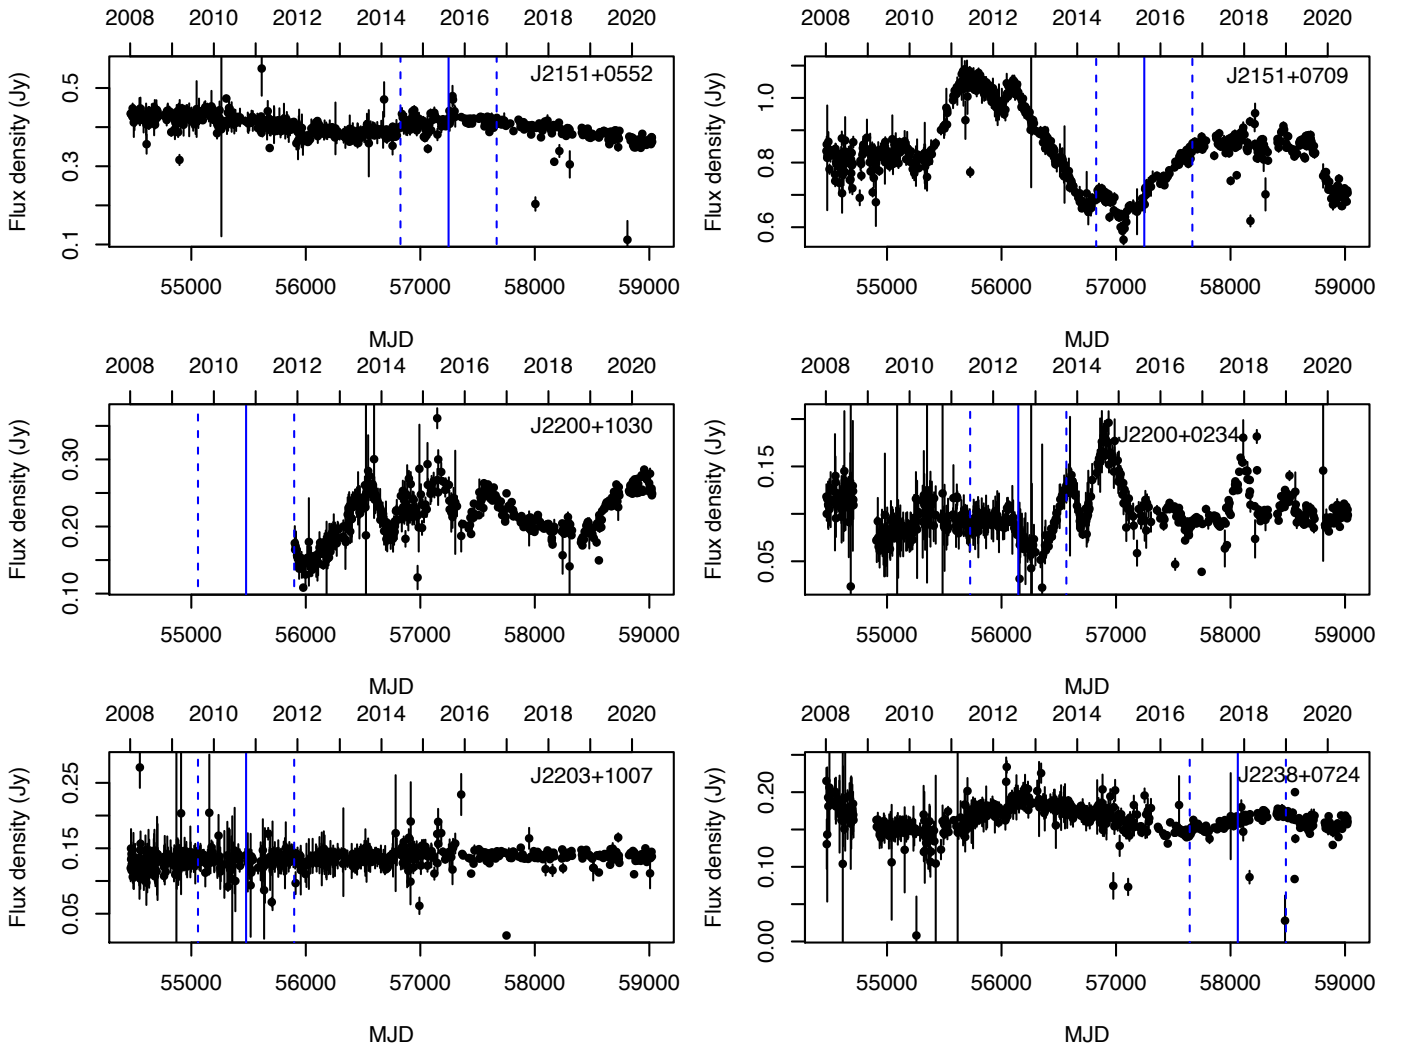 2008 2010 2012 2014 2016 2018 2020
Flux density (Jy)
0.1 0.3 0.5
J2151+0552
55000 56000 57000 58000 59000
MJD
2008 2010 2012 2014 2016 2018 2020
Flux density (Jy)
0.6 0.8 1.0
J2151+0709
55000 56000 57000 58000 59000
MJD
2008 2010 2012 2014 2016 2018 2020
Flux density (Jy)
0.10 0.20 0.30
J2200+1030
55000 56000 57000 58000 59000
MJD
2008 2010 2012 2014 2016 2018 2020
Flux density (Jy)
0.05 0.15
J2200+0234
55000 56000 57000 58000 59000
MJD
2008 2010 2012 2014 2016 2018 2020
Flux density (Jy)
0.05 0.15 0.25
J2203+1007
55000 56000 57000 58000 59000
MJD
2008 2010 2012 2014 2016 2018 2020
Flux density (Jy)
0.00 0.10 0.20
J2238+0724
55000 56000 57000 58000 59000
MJD